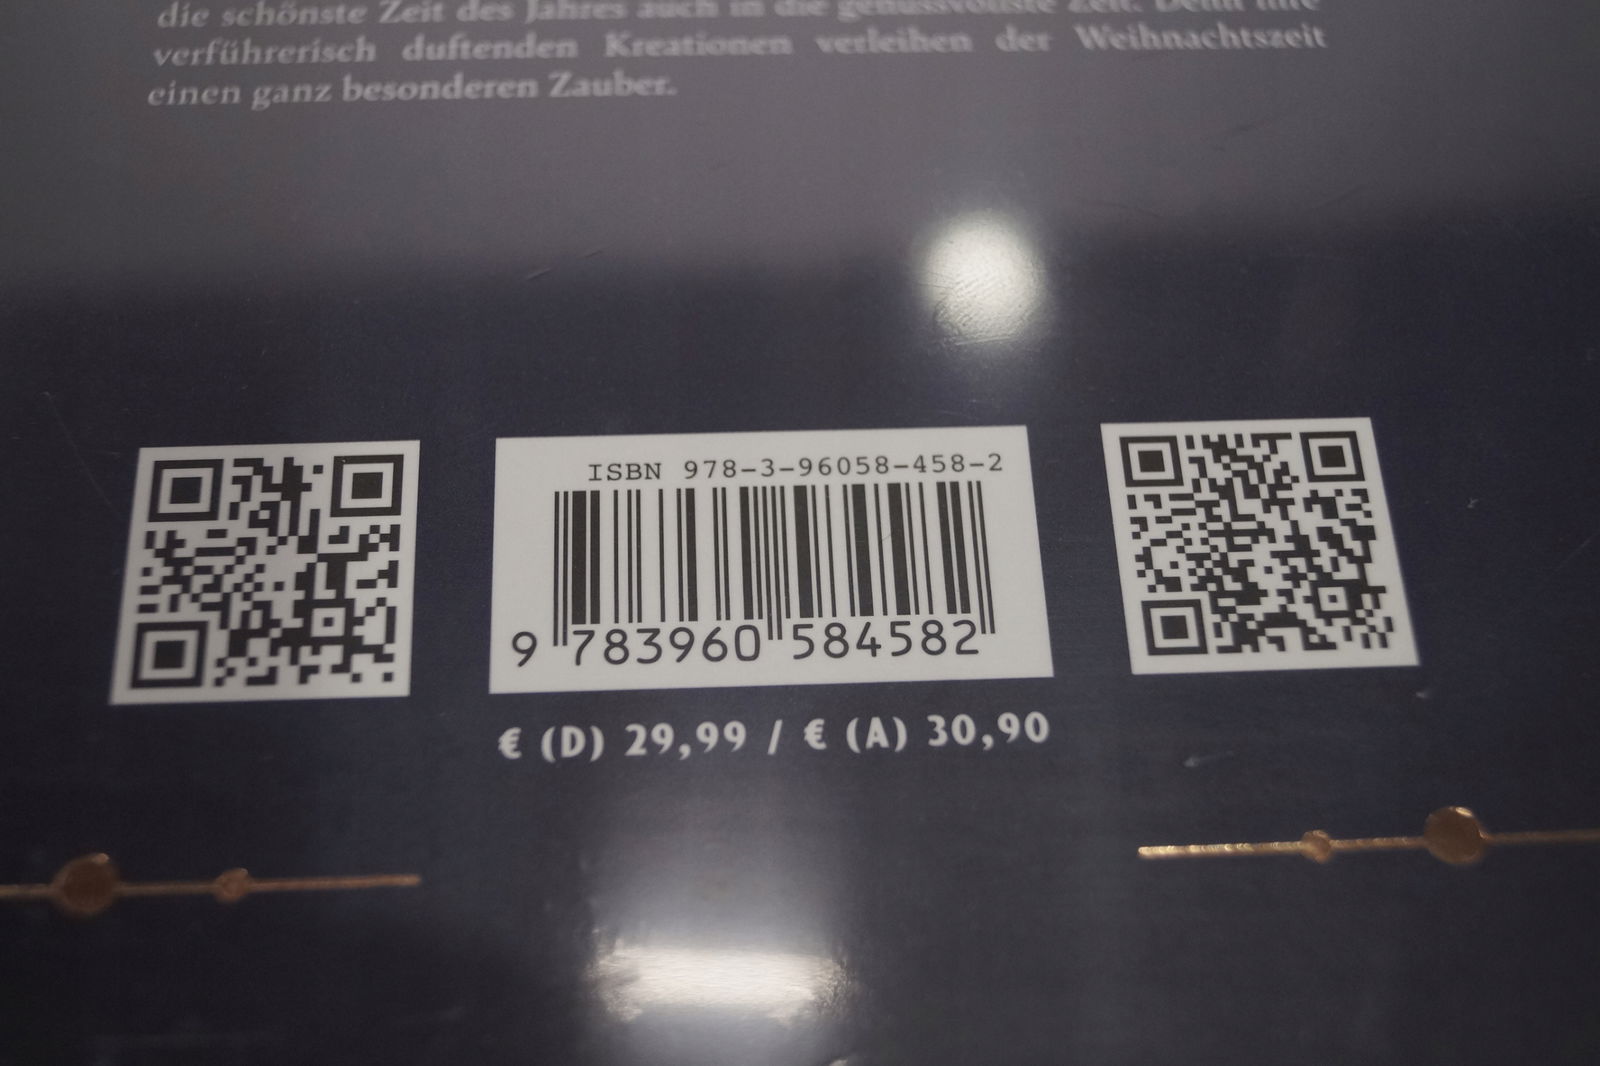 die schönste Zeit des Jahres auch in die genussvollste Zeit. Denn ihre
verführerisch duftenden Kreationen verleihen der Weihnachtszeit
einen ganz besonderen Zauber.
ISBN 978-3-96058-458-2
9 783960 584582
€ (D) 29,99 / € (A) 30,90